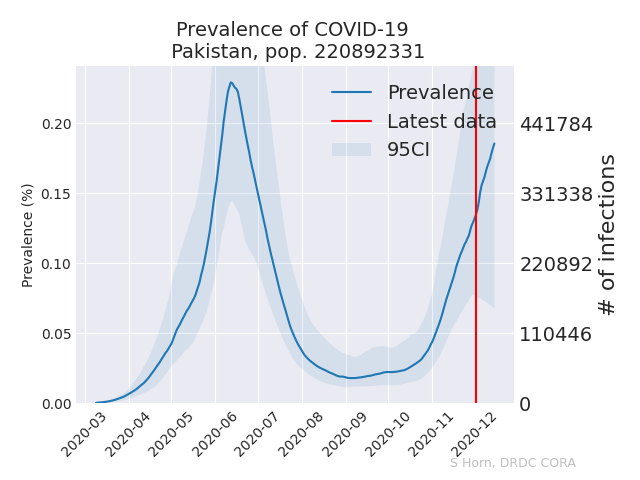 Prevalence of COVID-19
Pakistan, pop. 220892331
Prevalence
Latest data
95CI
Prevalence (%)
0.20
0.15
0.10
0.05
0.00
441784
331338
220892
110446
0
# of infections
2020-03
2020-04
2020-05
2020-06
2020-07
2020-08
2020-09
2020-10
2020-11
2020-12
S Horn, DRDC CORA